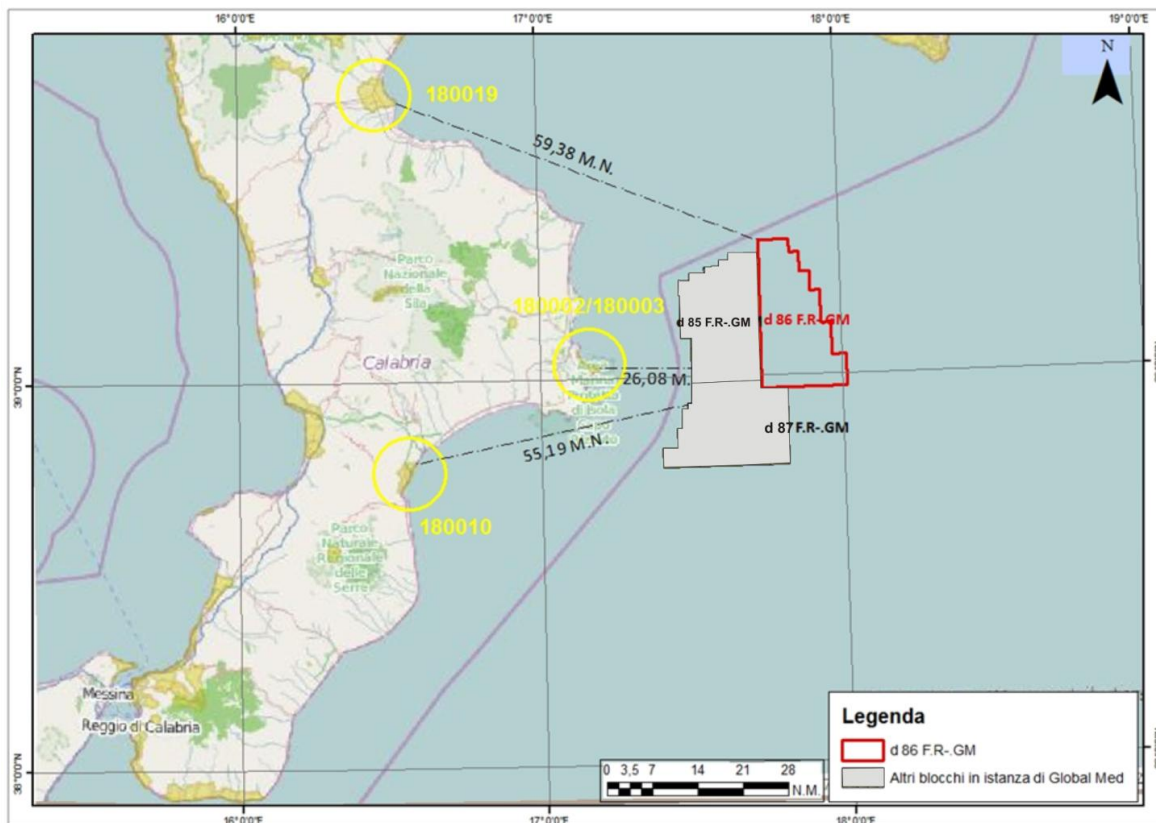 16°0'0"E
17°0'0"E
18°0'0"E
19°0'0"E
N
180019
59,38 M.N.
Parco
Nazionale
della
Sila
180002/180003
d 85 F.R-.GM
d 86 F.R-.GM
Calabria
26,08 M.
39°0'0"N
55,19 M.N.
d 87 F.R-.GM
180010
Parco
Naturale
Regionale
delle
Serre
Messina
Reggio di Calabria
Legenda
d 86 F.R-.GM
Altri blocchi in istanza di Global Med
0 3,5 7 14 21 28
N.M.
38°0'0"N
16°0'0"E
17°0'0"E
18°0'0"E